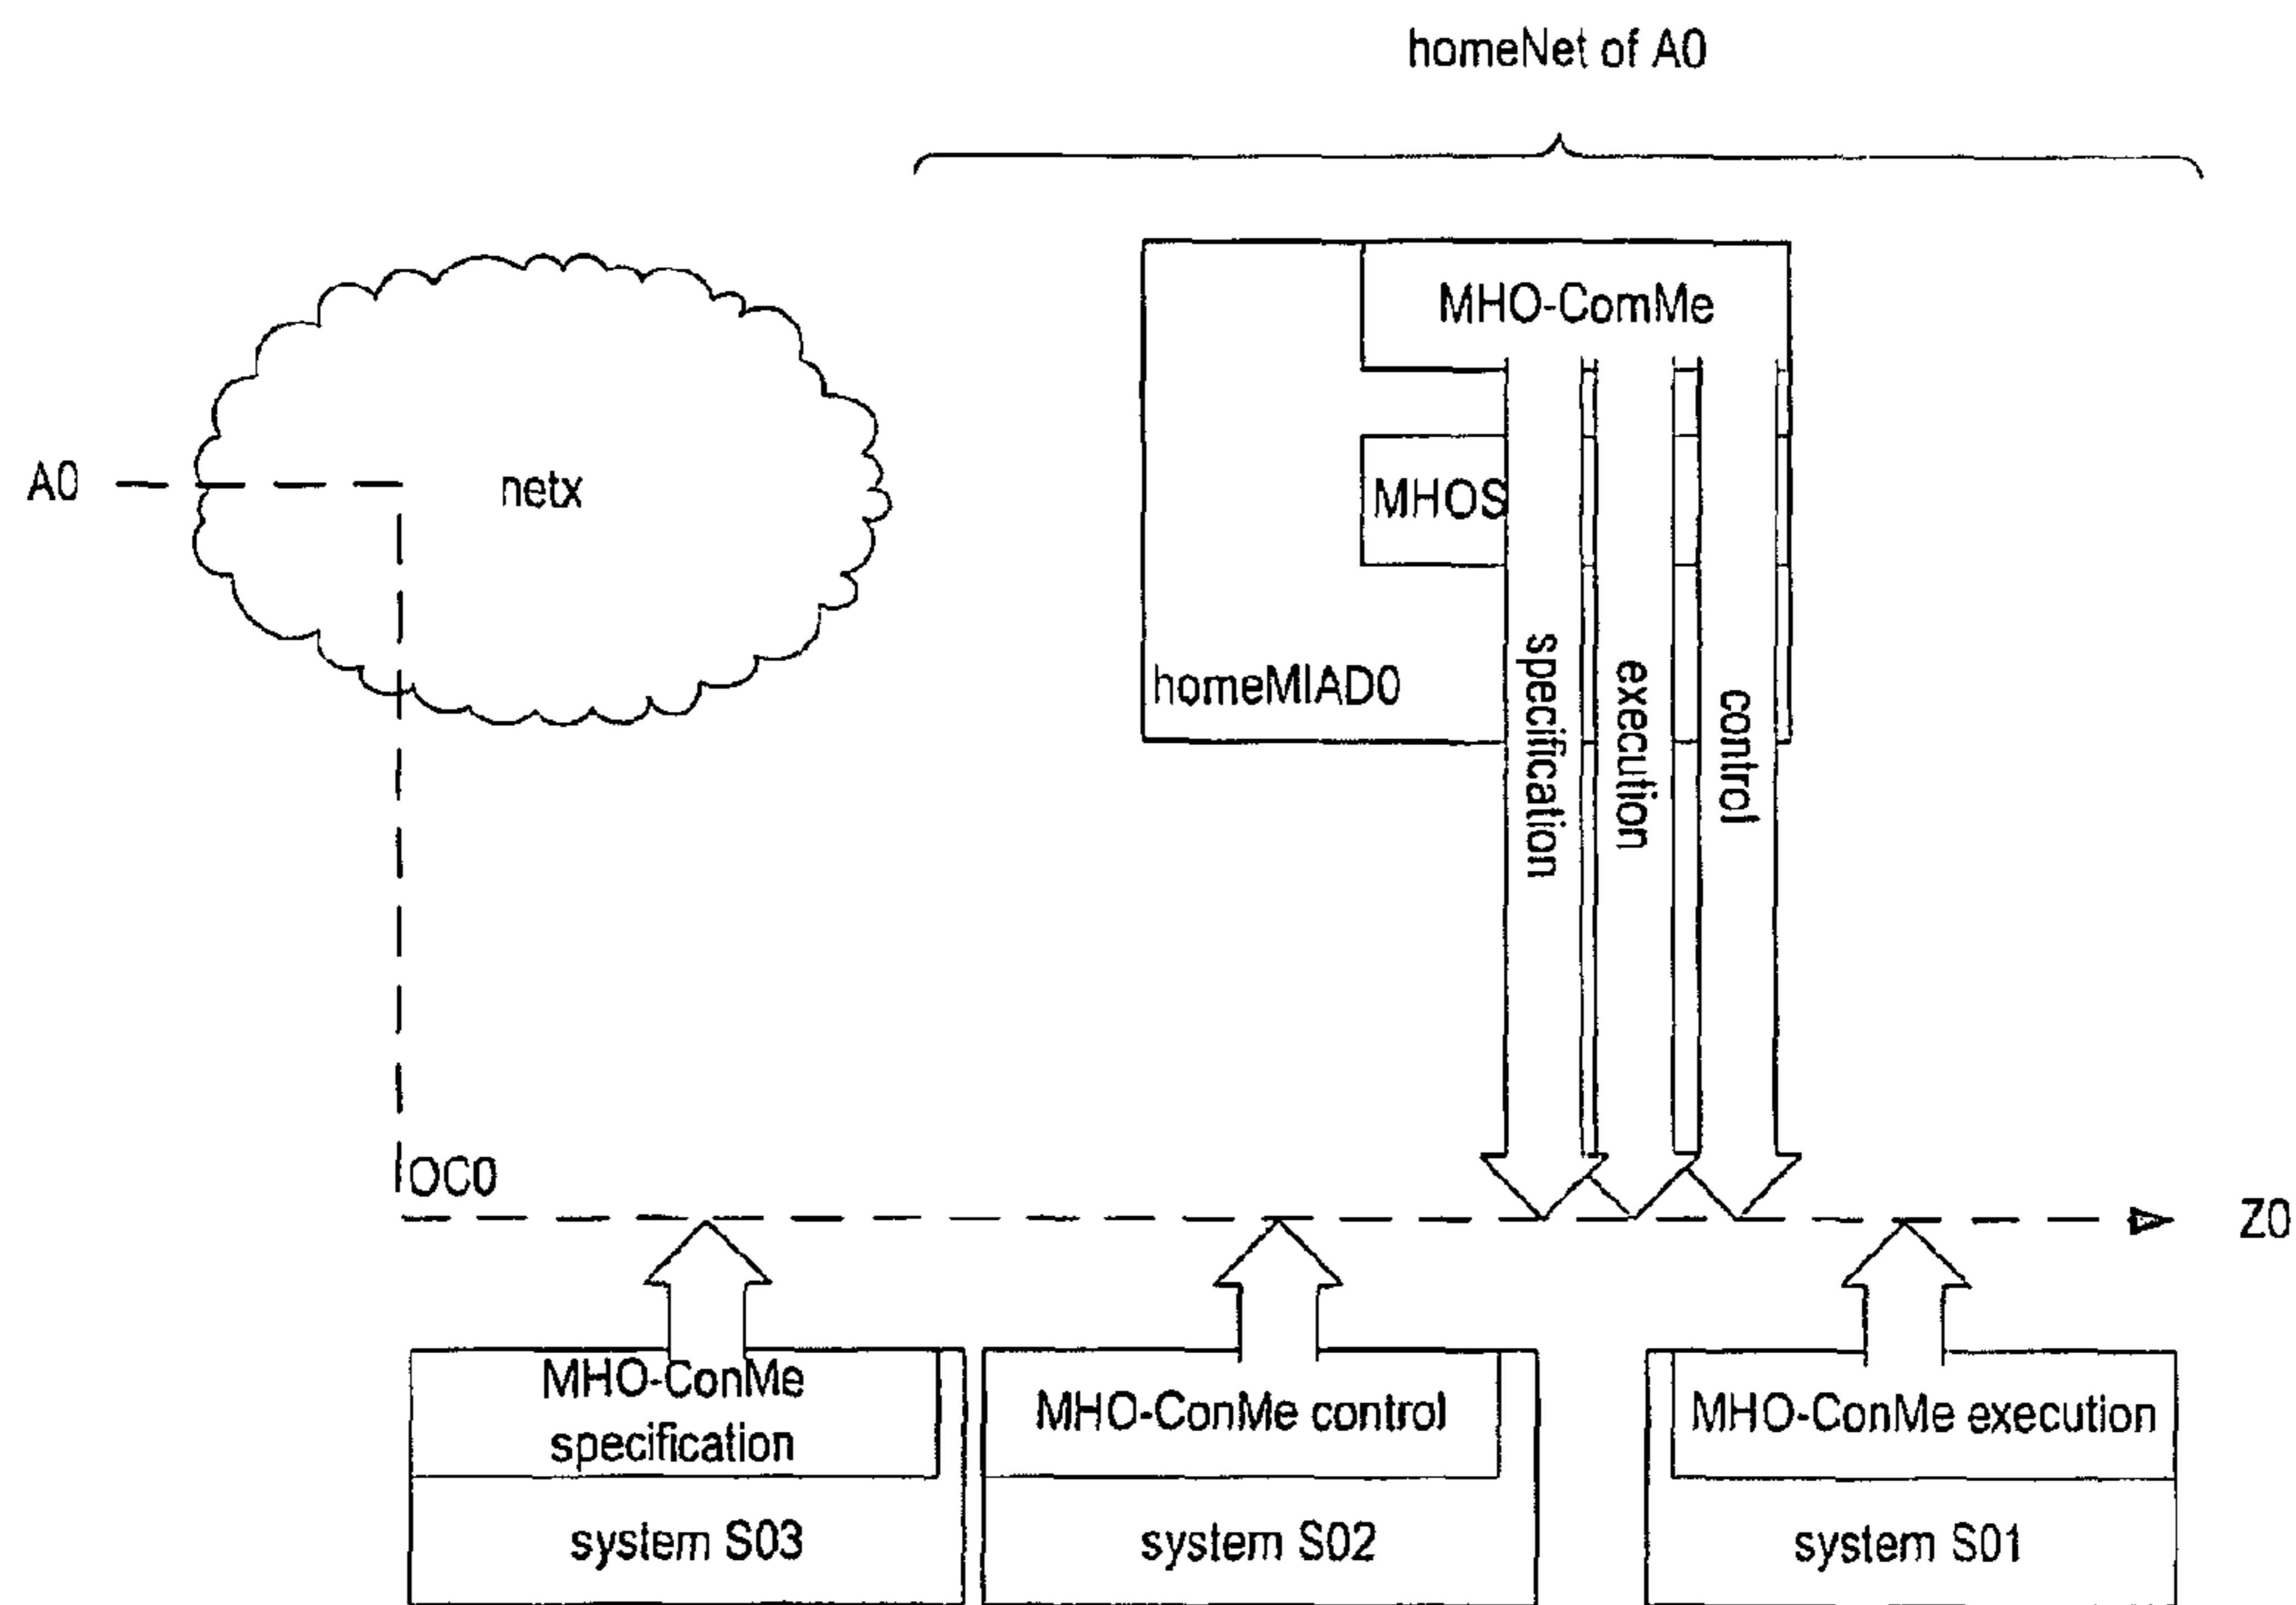 homeNet of A0
MHO-ComMe
A0
netx
MHOS
homeMIAD0
specification
execution
control
OC0
Z0
MHO-ConMe
specification
MHO-ConMe control
MHO-ConMe execution
system S03
system S02
system S01